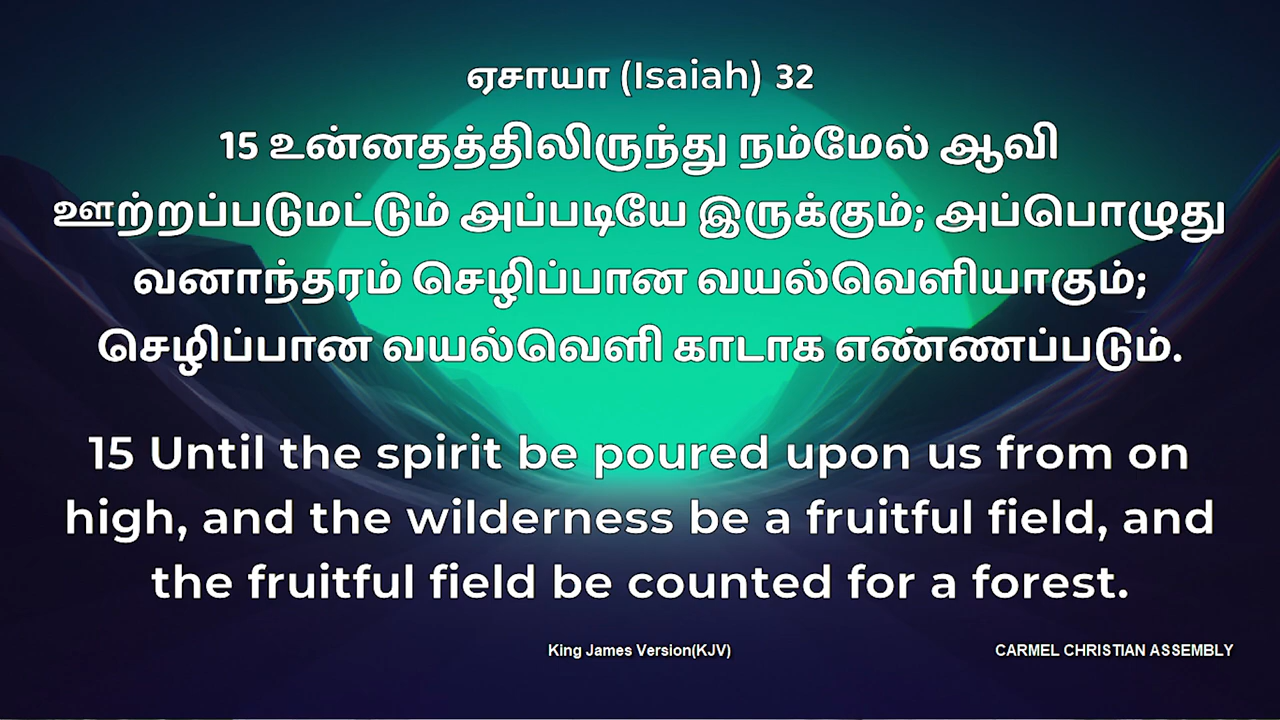 ஏசாயா (Isaiah) 32
15 உன்னதத்திலிருந்து நம்மேல் ஆவி
ஊற்றப்படுமட்டும் அப்படியே இருக்கும்; அப்பொழுது
வனாந்தரம் செழிப்பான வயல்வெளியாகும்;
செழிப்பான வயல்வெளி காடாக எண்ணப்படும்.
15 Until the spirit be poured upon us from on
high, and the wilderness be a fruitful field, and
the fruitful field be counted for a forest.
King James Version(KJV)
CARMEL CHRISTIAN ASSEMBLY